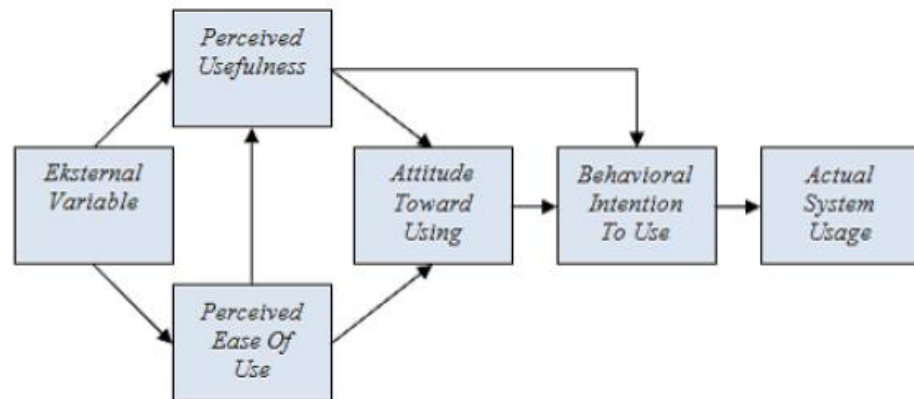 Perceived
Usefulness
Eksternal
Variable
Attitude
Toward
Using
Behavioral
Intention
To Use
Actual
System
Usage
Perceived
Ease Of
Use